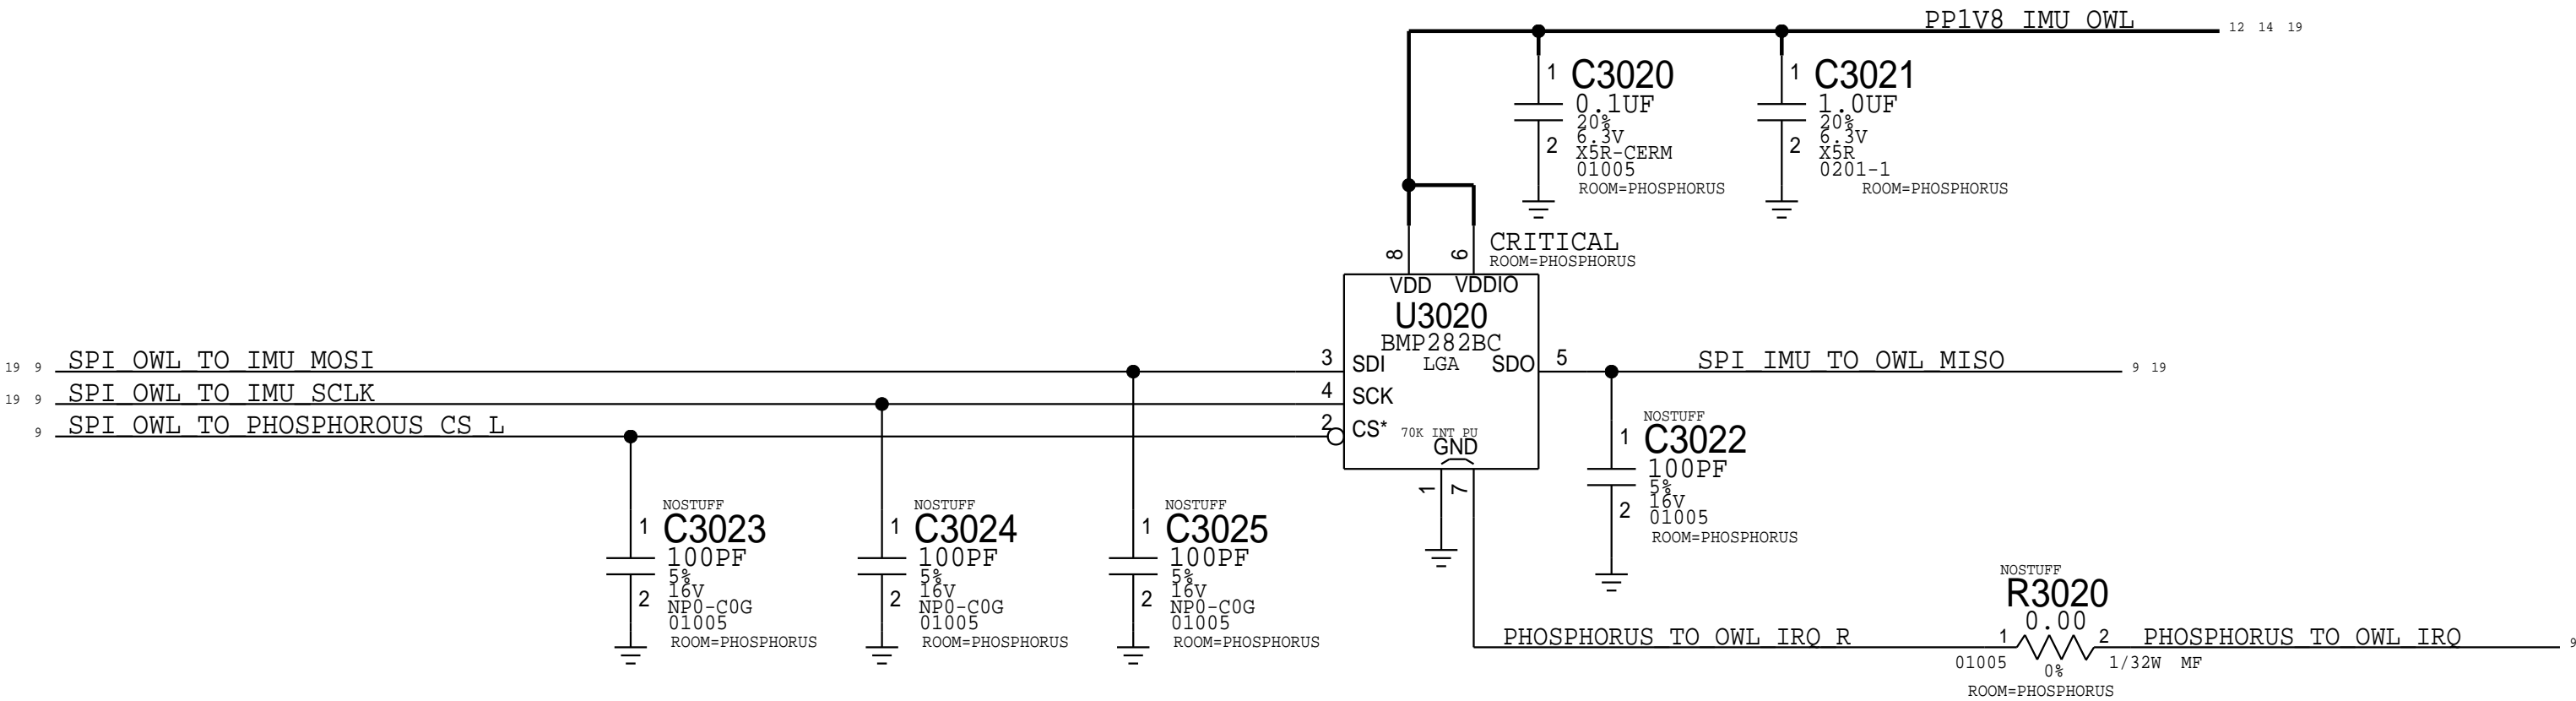 PP1V8_IMU_OWL 12 14 19
1 C3020
0.1UF
20%
6.3V
2 X5R-CERM
01005
ROOM=PHOSPHORUS
1 C3021
1.0UF
20%
6.3V
2 X5R
0201-1
ROOM=PHOSPHORUS
CRITICAL
ROOM=PHOSPHORUS
8 6
VDD VDDIO
U3020
BMP282BC
LGA
19 9 SPI_OWL_TO_IMU_MOSI 3 SDI
SDO 5 SPI_IMU_TO_OWL_MISO 9 19
19 9 SPI_OWL_TO_IMU_SCLK 4 SCK
9 SPI_OWL_TO_PHOSPHOROUS_CS_L 2 CS* 70K INT PU
GND
1 7
NOSTUFF
1 C3022
100PF
5%
16V
2 01005
ROOM=PHOSPHORUS
NOSTUFF
1 C3023
100PF
5%
16V
2 NP0-C0G
01005
ROOM=PHOSPHORUS
NOSTUFF
1 C3024
100PF
5%
16V
2 NP0-C0G
01005
ROOM=PHOSPHORUS
NOSTUFF
1 C3025
100PF
5%
16V
2 NP0-C0G
01005
ROOM=PHOSPHORUS
NOSTUFF
R3020
0.00
PHOSPHORUS_TO_OWL_IRQ_R 1 2 PHOSPHORUS_TO_OWL_IRQ 9
01005 0% 1/32W MF
ROOM=PHOSPHORUS